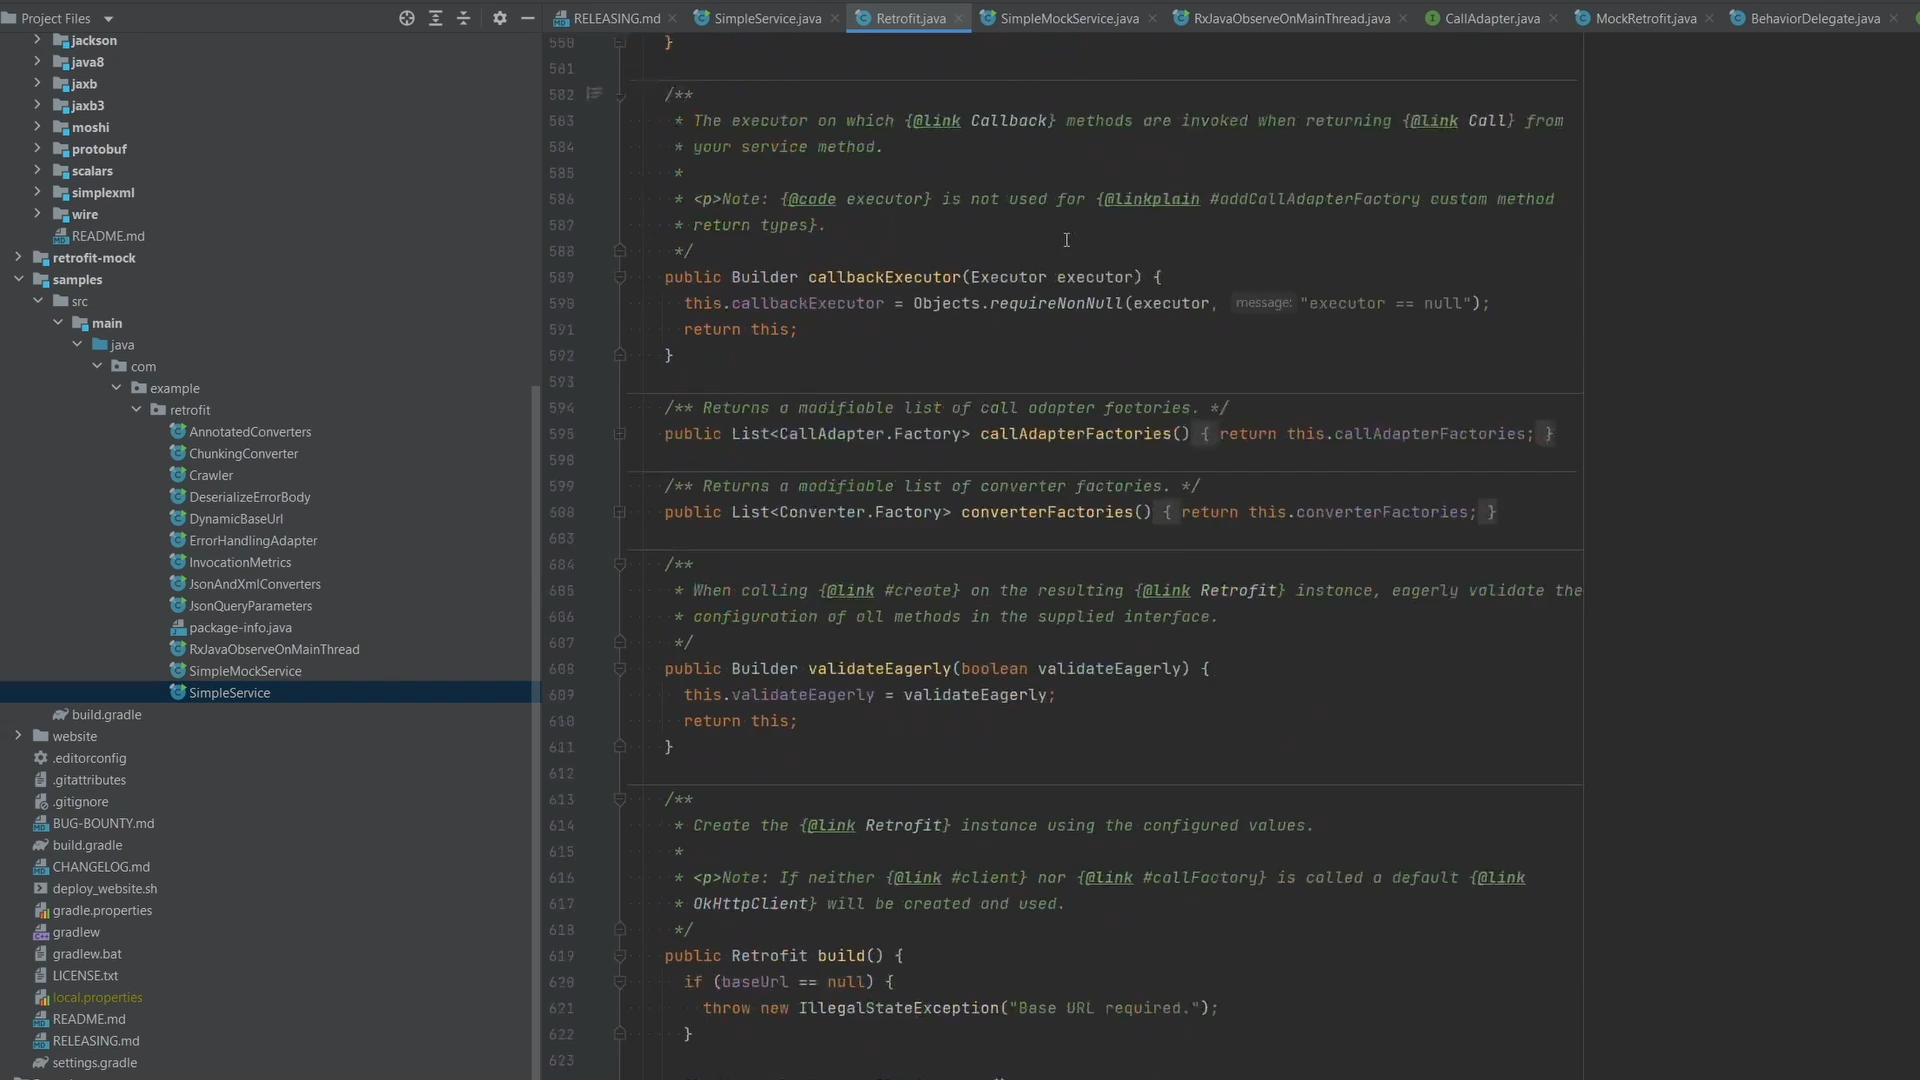 Project Files
RELEASING.md
SimpleService.java
Retrofit.java
SimpleMockService.java
RxJavaObserveOnMainThread.java
CallAdapter.java
MockRetrofit.java
BehaviorDelegate.java
jackson
java8
jaxb
jaxb3
moshi
protobuf
scalars
simplexml
wire
README.md
retrofit-mock
samples
src
main
java
com
example
retrofit
AnnotatedConverters
ChunkingConverter
Crawler
DeserializeErrorBody
DynamicBaseUrl
ErrorHandlingAdapter
InvocationMetrics
JsonAndXmlConverters
JsonQueryParameters
package-info.java
RxJavaObserveOnMainThread
SimpleMockService
SimpleService
build.gradle
website
.editorconfig
.gitattributes
.gitignore
BUG-BOUNTY.md
build.gradle
CHANGELOG.md
deploy_website.sh
gradle.properties
gradlew
gradlew.bat
LICENSE.txt
local.properties
README.md
RELEASING.md
settings.gradle
}
/**
* The executor on which {@link Callback} methods are invoked when returning {@link Call} from
584 * your service method.
585 *
586 * <p>Note: {@code executor} is not used for {@linkplain #addCallAdapterFactory custom method
587 * return types}.
588 */
589 public Builder callbackExecutor(Executor executor) {
590 this.callbackExecutor = Objects.requireNonNull(executor, message: "executor == null");
591 return this;
592 }
593
594 /** Returns a modifiable list of call adapter factories. */
595 public List<CallAdapter.Factory> callAdapterFactories() { return this.callAdapterFactories; }
599 /** Returns a modifiable list of converter factories. */
public List<Converter.Factory> converterFactories() { return this.converterFactories; }
/**
* When calling {@link #create} on the resulting {@link Retrofit} instance, eagerly validate the
* configuration of all methods in the supplied interface.
*/
public Builder validateEagerly(boolean validateEagerly) {
this.validateEagerly = validateEagerly;
610 return this;
611 }
612
613 /**
614 * Create the {@link Retrofit} instance using the configured values.
615 *
616 * <p>Note: If neither {@link #client} nor {@link #callFactory} is called a default {@link
617 * OkHttpClient} will be created and used.
618 */
619 public Retrofit build() {
620 if (baseUrl == null) {
621 throw new IllegalStateException("Base URL required.");
622 }
623